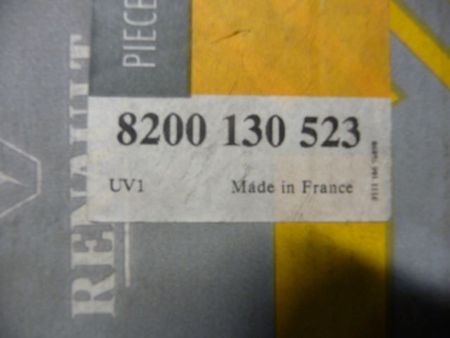 RENAULT
PIECE
8200 130 523
UV1 Made in France